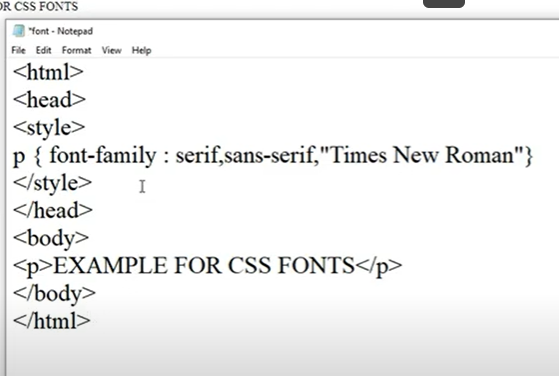 OR CSS FONTS
*font - Notepad
File Edit Format View Help
<html>
<head>
<style>
p { font-family : serif,sans-serif,"Times New Roman"}
</style>
</head>
<body>
<p>EXAMPLE FOR CSS FONTS</p>
</body>
</html>